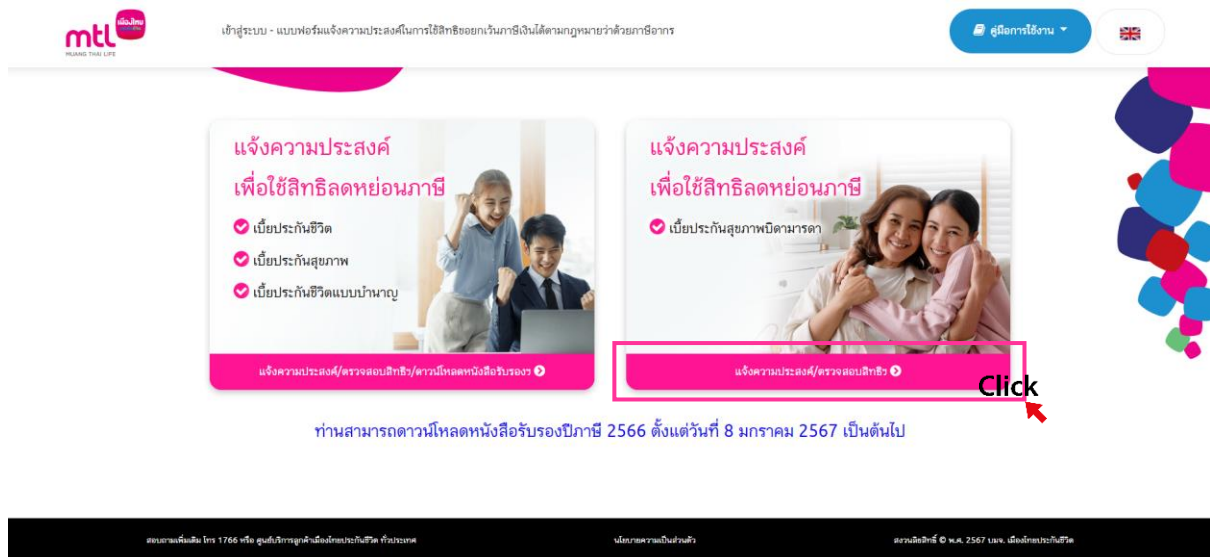 mtl
เมืองไทย
MUANG THAI LIFE
เข้าสู่ระบบ - แบบฟอร์มแจ้งความประสงค์ในการใช้สิทธิขอยกเว้นภาษีเงินได้ตามกฎหมายว่าด้วยภาษีอากร
คู่มือการใช้งาน
แจ้งความประสงค์
เพื่อใช้สิทธิลดหย่อนภาษี
เบี้ยประกันชีวิต
เบี้ยประกันสุขภาพ
เบี้ยประกันชีวิตแบบบำนาญ
แจ้งความประสงค์/ตรวจสอบสิทธิฯ/ดาวน์โหลดหนังสือรับรองฯ
แจ้งความประสงค์
เพื่อใช้สิทธิลดหย่อนภาษี
เบี้ยประกันสุขภาพบิดามารดา
แจ้งความประสงค์/ตรวจสอบสิทธิฯ
Click
ท่านสามารถดาวน์โหลดหนังสือรับรองปีภาษี 2566 ตั้งแต่วันที่ 8 มกราคม 2567 เป็นต้นไป
สอบถามเพิ่มเติม โทร 1766 หรือ ศูนย์บริการลูกค้าเมืองไทยประกันชีวิต ทั่วประเทศ
นโยบายความเป็นส่วนตัว
สงวนลิขสิทธิ์ © พ.ศ. 2567 บมจ. เมืองไทยประกันชีวิต